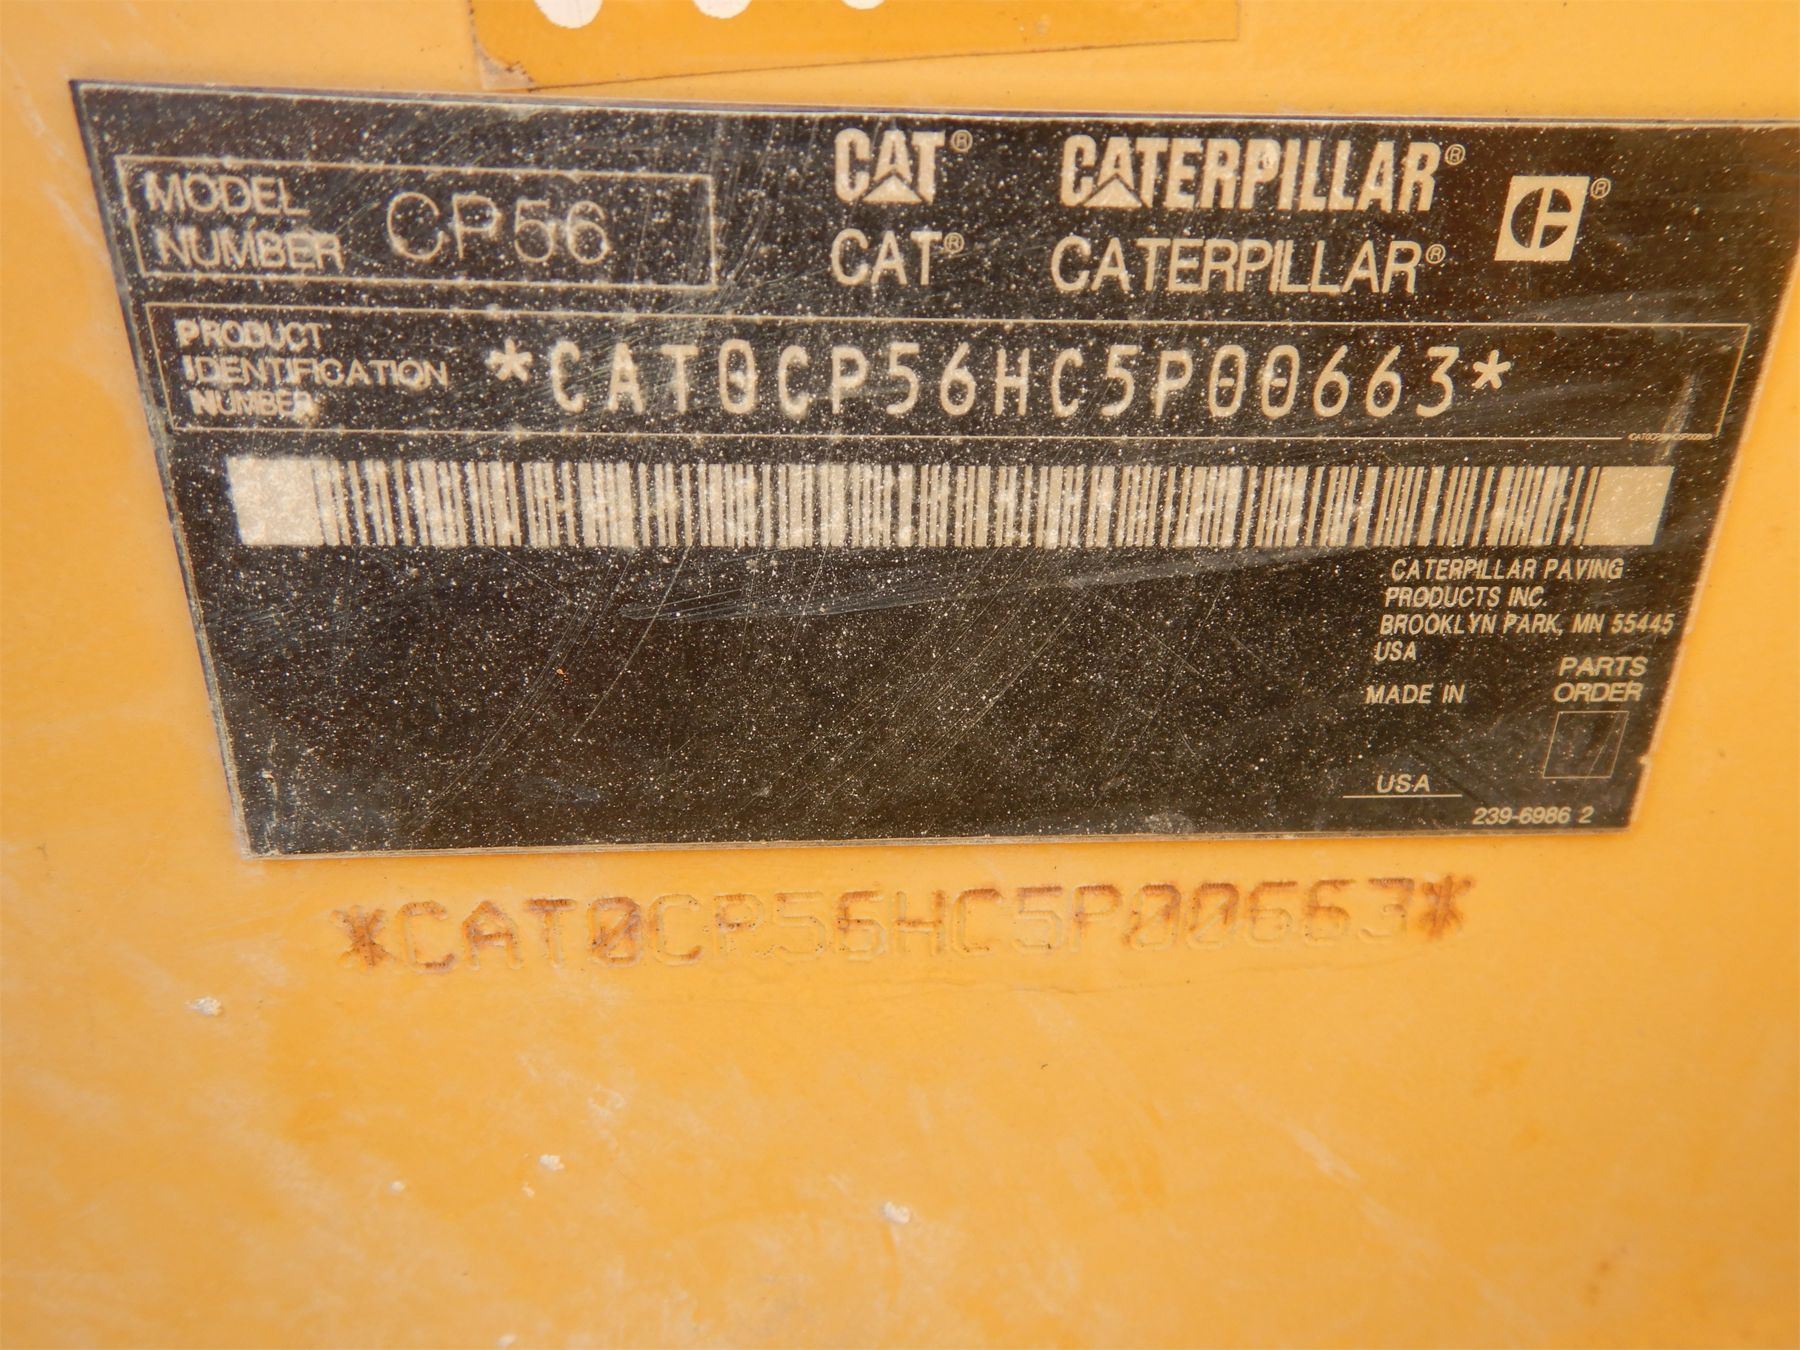 CAT® CATERPILLAR® ®
CAT® CATERPILLAR®
MODEL
NUMBER CP56
PRODUCT
IDENTIFICATION
NUMBER
*CAT0CP56HC5P00663*
CATERPILLAR PAVING
PRODUCTS INC.
BROOKLYN PARK, MN 55445
USA
MADE IN
USA
PARTS
ORDER
239-6986 2
*CAT0CP56HC5P00663*